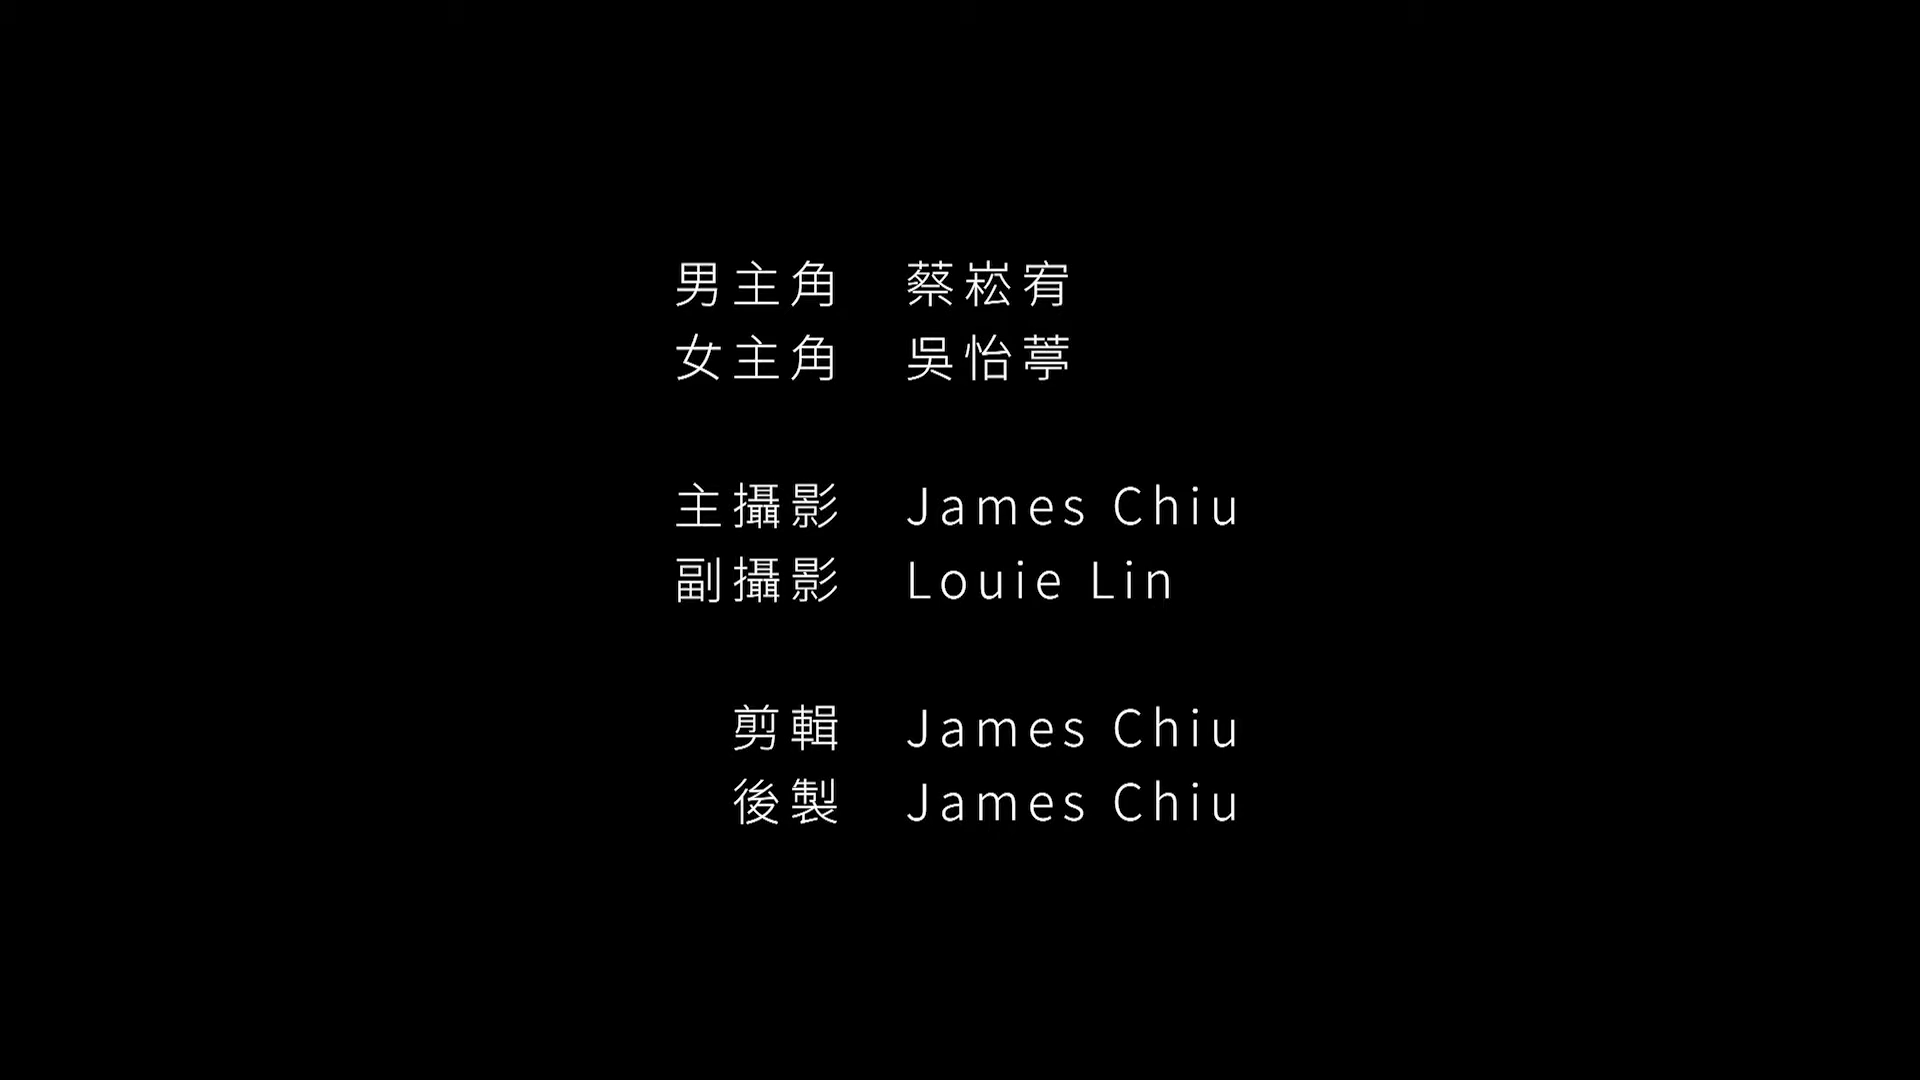 男主角 蔡崧宥
女主角 吳怡葶
主攝影 James Chiu
副攝影 Louie Lin
剪輯 James Chiu
後製 James Chiu